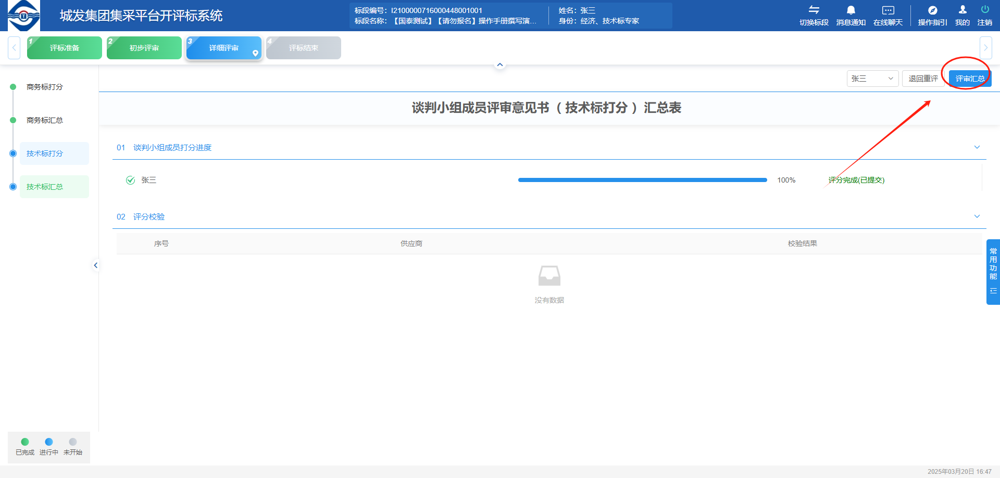 城发集团集采平台开评标系统
标段编号：I2100000716000448001001
标段名称：【国泰测试】【请勿报名】操作手册撰写演...
姓名：张三
身份：经济、技术标专家
切换标段
消息通知
在线聊天
操作指引
我的
注销
1 评标准备
2 初步评审
3 详细评审
4 评标结束
商务标打分
商务标汇总
技术标打分
技术标汇总
张三
退回重评
评审汇总
谈判小组成员评审意见书（技术标打分）汇总表
01 谈判小组成员打分进度
张三 100% 评分完成(已提交)
02 评分校验
序号 供应商 校验结果
没有数据
常用功能
已完成 进行中 未开始
2025年03月20日 16:47